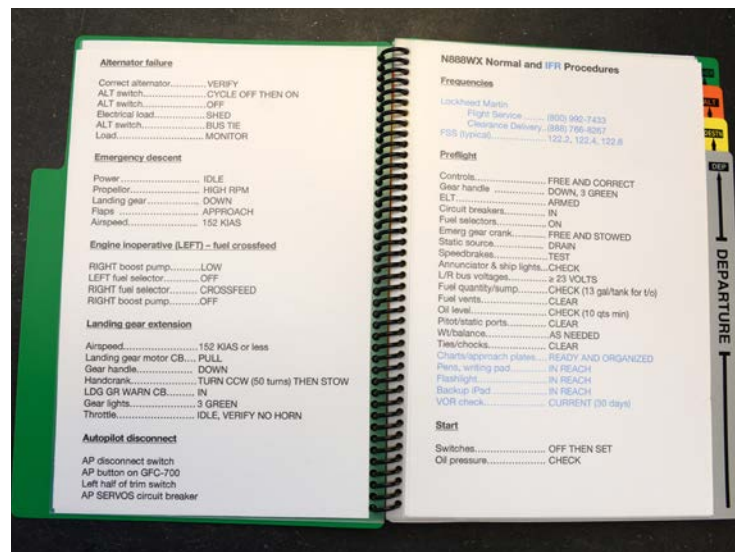 Alternator failure
Correct alternator............ VERIFY
ALT switch.................... CYCLE OFF THEN ON
ALT switch.................... OFF
Electrical load................ SHED
ALT switch.................... BUS TIE
Load............................ MONITOR
Emergency descent
Power.......................... IDLE
Propellor...................... HIGH RPM
Landing gear................ DOWN
Flaps .......................... APPROACH
Airspeed...................... 152 KIAS
Engine inoperative (LEFT) – fuel crossfeed
RIGHT boost pump.........LOW
LEFT fuel selector.......... OFF
RIGHT fuel selector......... CROSSFEED
RIGHT boost pump.........OFF
Landing gear extension
Airspeed......................152 KIAS or less
Landing gear motor CB.... PULL
Gear handle.................. DOWN
Handcrank....................TURN CCW (50 turns) THEN STOW
LDG GR WARN CB......... IN
Gear lights.................... 3 GREEN
Throttle........................ IDLE, VERIFY NO HORN
Autopilot disconnect
AP disconnect switch
AP button on GFC-700
Left half of trim switch
AP SERVOS circuit breaker
N888WX Normal and IFR Procedures
Frequencies
Lockheed Martin
Flight Service ........ (800) 992-7433
Clearance Delivery..(888) 766-8267
FSS (typical)................... 122.2, 122.4, 122.6
Preflight
Controls........................ FREE AND CORRECT
Gear handle .................. DOWN, 3 GREEN
ELT.............................. ARMED
Circuit breakers.............. IN
Fuel selectors................ ON
Emerg gear crank............ FREE AND STOWED
Static source.................. DRAIN
Speedbrakes.................. TEST
Annunciator & ship lights...CHECK
L/R bus voltages.............. ≥ 23 VOLTS
Fuel quantity/sump.......... CHECK (13 gal/tank for t/o)
Fuel vents...................... CLEAR
Oil level........................ CHECK (10 qts min)
Pitot/static ports.............. CLEAR
Wt/balance.................... AS NEEDED
Ties/chocks.................... CLEAR
Charts/approach plates.... READY AND ORGANIZED
Pens, writing pad............ IN REACH
Flashlight...................... IN REACH
Backup iPad.................. IN REACH
VOR check.................... CURRENT (30 days)
Start
Switches........................ OFF THEN SET
Oil pressure.................... CHECK
ALT
DESTN
DEP
DEPARTURE